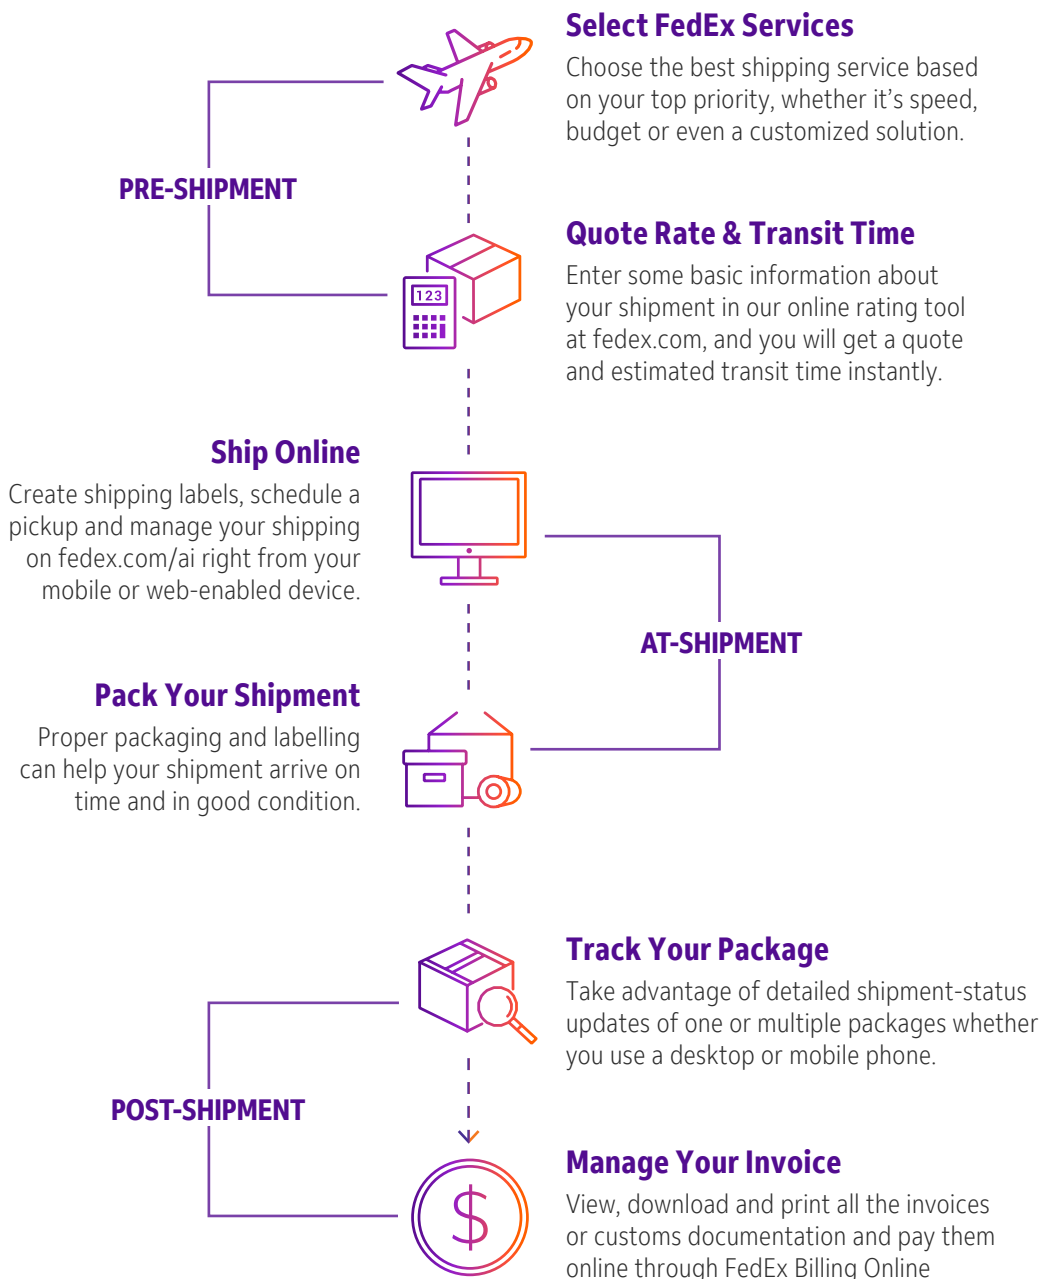 Select FedEx Services
Choose the best shipping service based
on your top priority, whether it’s speed,
budget or even a customized solution.
PRE-SHIPMENT
Quote Rate & Transit Time
Enter some basic information about
your shipment in our online rating tool
at fedex.com, and you will get a quote
and estimated transit time instantly.
123
Ship Online
Create shipping labels, schedule a
pickup and manage your shipping
on fedex.com/ai right from your
mobile or web-enabled device.
AT-SHIPMENT
Pack Your Shipment
Proper packaging and labelling
can help your shipment arrive on
time and in good condition.
Track Your Package
Take advantage of detailed shipment-status
updates of one or multiple packages whether
you use a desktop or mobile phone.
POST-SHIPMENT
Manage Your Invoice
View, download and print all the invoices
or customs documentation and pay them
online through FedEx Billing Online
$